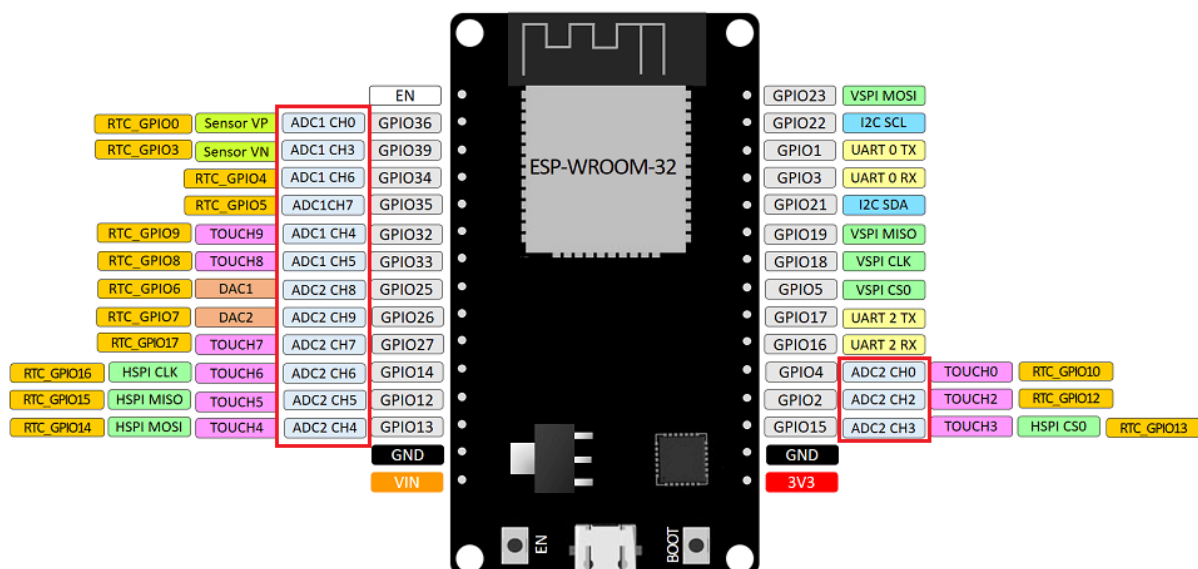 EN GPIO23 VSPI MOSI
RTC_GPIO0 Sensor VP ADC1 CH0 GPIO36 GPIO22 I2C SCL
RTC_GPIO3 Sensor VN ADC1 CH3 GPIO39 GPIO1 UART 0 TX
ESP-WROOM-32
RTC_GPIO4 ADC1 CH6 GPIO34 GPIO3 UART 0 RX
RTC_GPIO5 ADC1CH7 GPIO35 GPIO21 I2C SDA
RTC_GPIO9 TOUCH9 ADC1 CH4 GPIO32 GPIO19 VSPI MISO
RTC_GPIO8 TOUCH8 ADC1 CH5 GPIO33 GPIO18 VSPI CLK
RTC_GPIO6 DAC1 ADC2 CH8 GPIO25 GPIO5 VSPI CS0
RTC_GPIO7 DAC2 ADC2 CH9 GPIO26 GPIO17 UART 2 TX
RTC_GPIO17 TOUCH7 ADC2 CH7 GPIO27 GPIO16 UART 2 RX
RTC_GPIO16 HSPI CLK TOUCH6 ADC2 CH6 GPIO14 GPIO4 ADC2 CH0 TOUCH0 RTC_GPIO10
RTC_GPIO15 HSPI MISO TOUCH5 ADC2 CH5 GPIO12 GPIO2 ADC2 CH2 TOUCH2 RTC_GPIO12
RTC_GPIO14 HSPI MOSI TOUCH4 ADC2 CH4 GPIO13 GPIO15 ADC2 CH3 TOUCH3 HSPI CS0 RTC_GPIO13
GND GND
VIN 3V3
EN BOOT